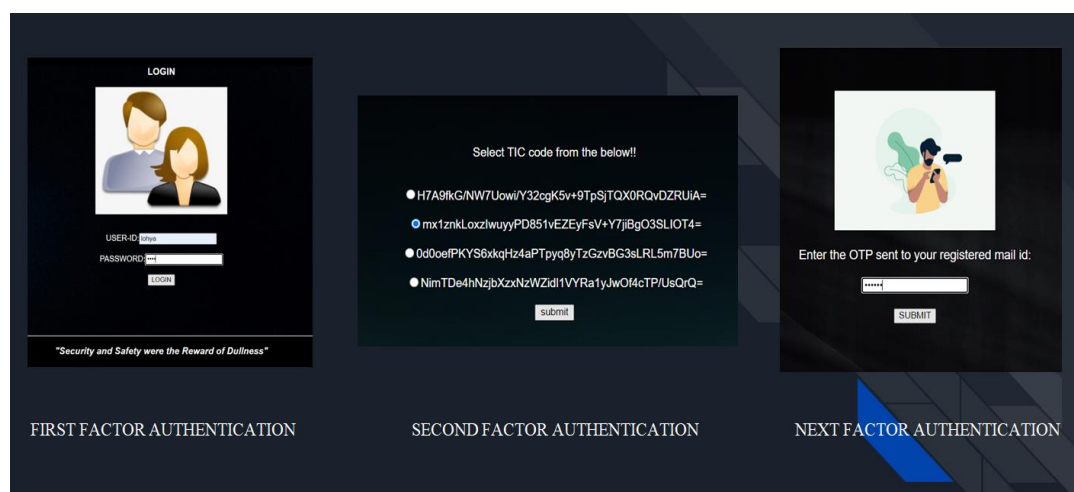 LOGIN
USER-ID: lohya
PASSWORD: ••••
LOGIN
"Security and Safety were the Reward of Dullness"
FIRST FACTOR AUTHENTICATION
Select TIC code from the below!!
H7A9fkG/NW7Uowi/Y32cgK5v+9TpSjTQX0RQvDZRUiA=
mx1znkLoxzIwuyyPD851vEZEyFsV+Y7jiBgO3SLIOT4=
0d0oefPKYS6xkqHz4aPTpyq8yTzGzvBG3sLRL5m7BUo=
NimTDe4hNzjbXzxNzWZidI1VYRa1yJwOf4cTP/UsQrQ=
submit
SECOND FACTOR AUTHENTICATION
Enter the OTP sent to your registered mail id:
••••••
SUBMIT
NEXT FACTOR AUTHENTICATION